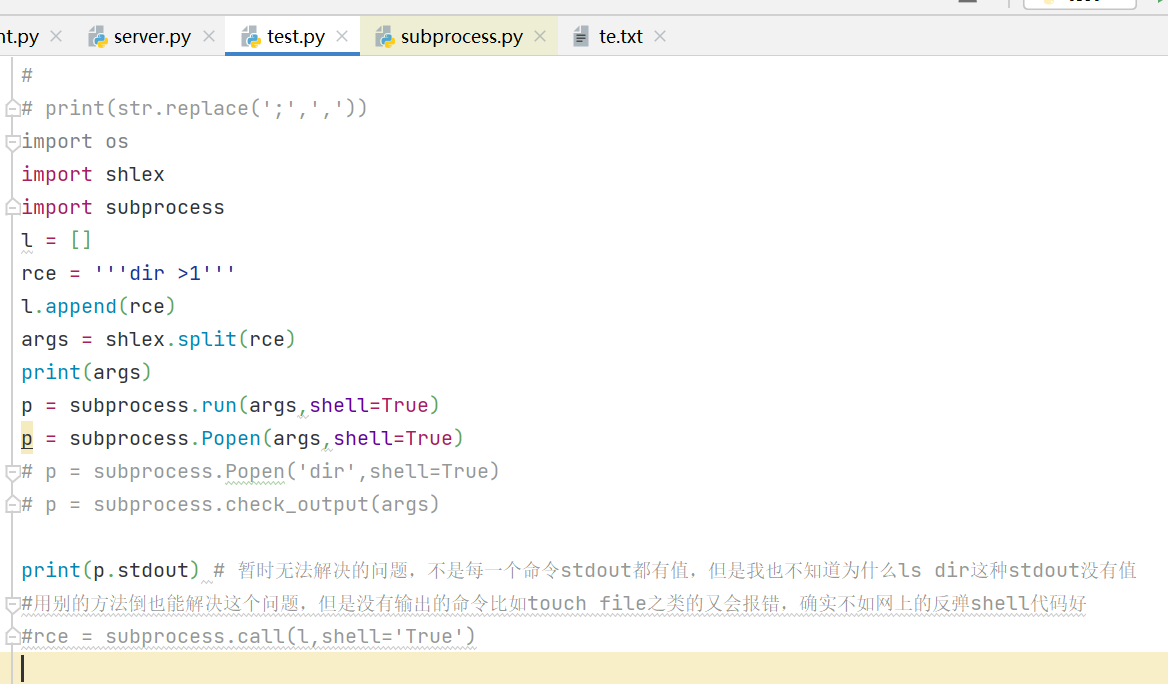 nt.py
server.py
test.py
subprocess.py
te.txt
#
# print(str.replace(';',','))
import os
import shlex
import subprocess
l = []
rce = '''dir >1'''
l.append(rce)
args = shlex.split(rce)
print(args)
p = subprocess.run(args,shell=True)
p = subprocess.Popen(args,shell=True)
# p = subprocess.Popen('dir',shell=True)
# p = subprocess.check_output(args)
print(p.stdout) # 暂时无法解决的问题，不是每一个命令stdout都有值，但是我也不知道为什么ls dir这种stdout没有值
#用别的方法倒也能解决这个问题，但是没有输出的命令比如touch file之类的又会报错，确实不如网上的反弹shell代码好
#rce = subprocess.call(l,shell='True')